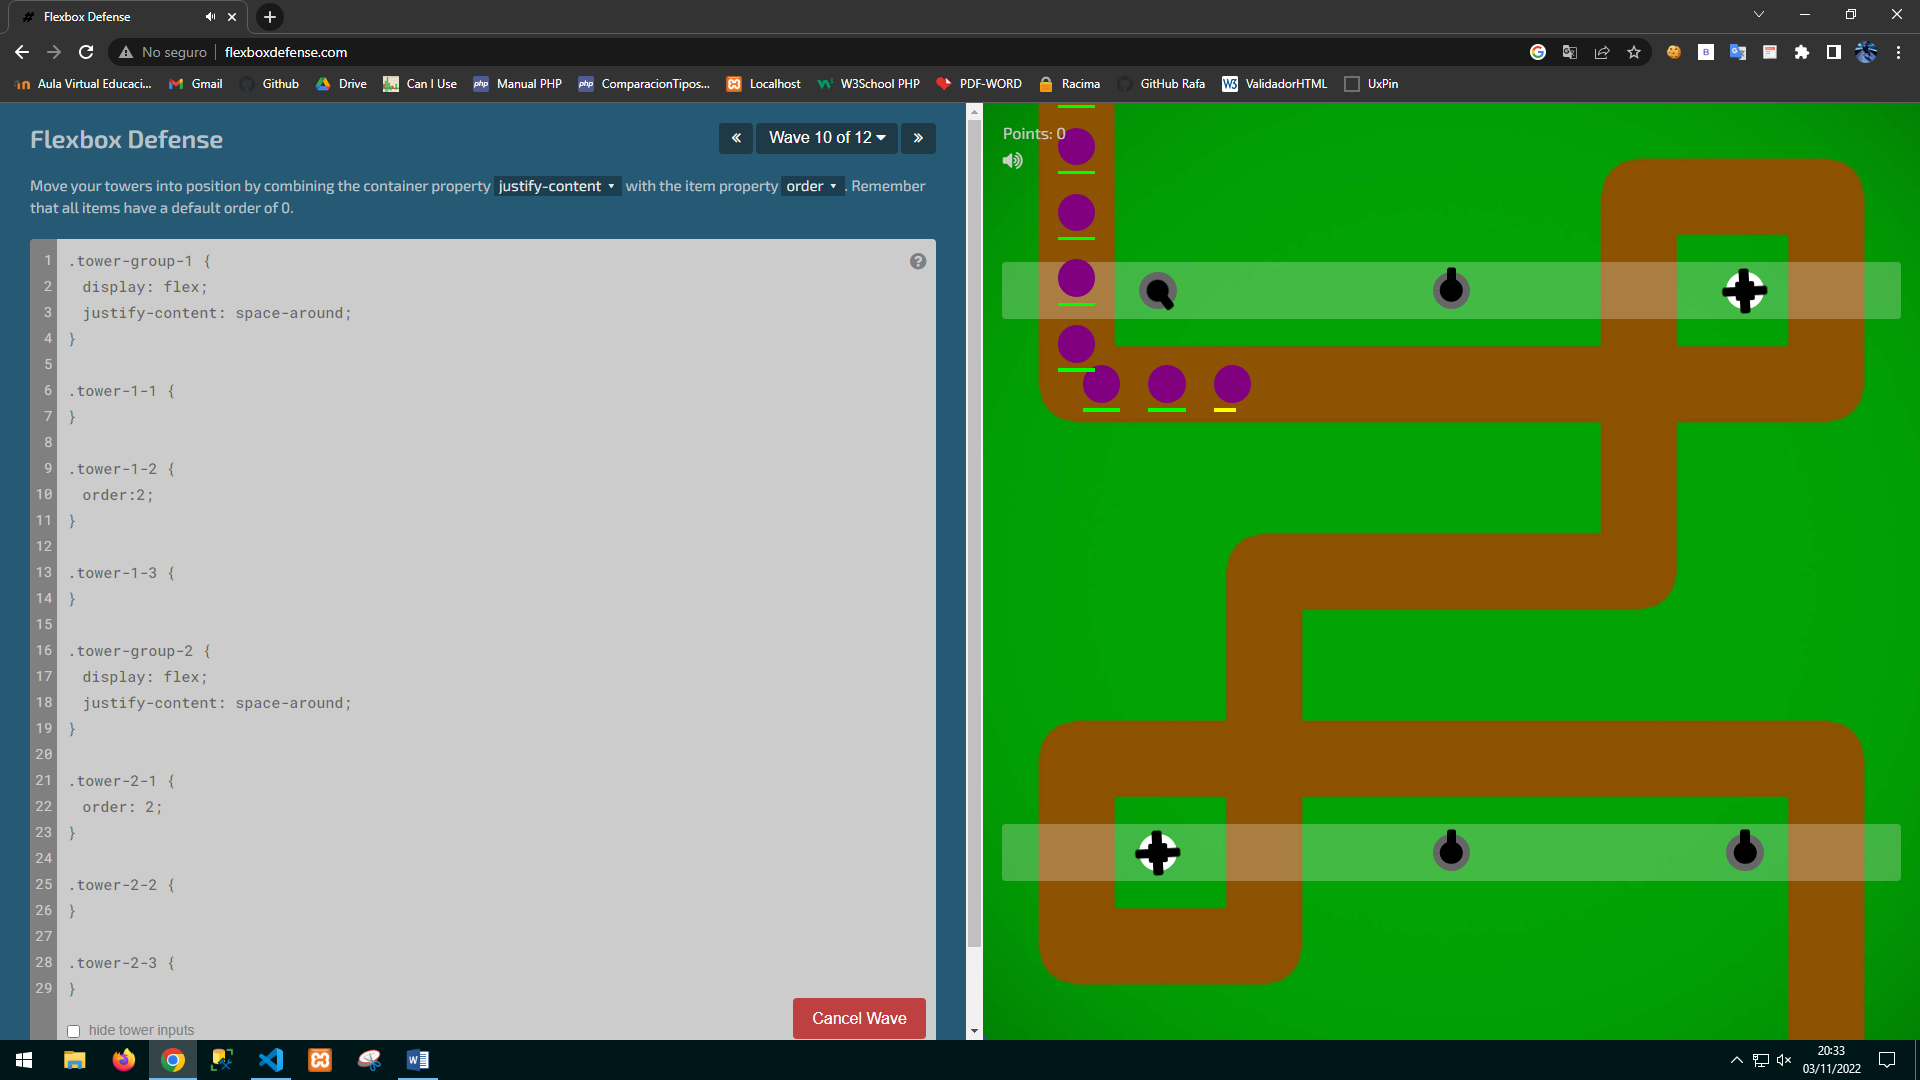 Flexbox Defense
No seguro flexboxdefense.com
Aula Virtual Educaci... Gmail Github Drive Can I Use Manual PHP ComparacionTipos... Localhost W3School PHP PDF-WORD Racima GitHub Rafa ValidadorHTML UxPin
Flexbox Defense
« Wave 10 of 12 »
Move your towers into position by combining the container property justify-content with the item property order . Remember
that all items have a default order of 0.
1 .tower-group-1 {
2 display: flex;
3 justify-content: space-around;
4 }
5
6 .tower-1-1 {
7 }
8
9 .tower-1-2 {
10 order:2;
11 }
12
13 .tower-1-3 {
14 }
15
16 .tower-group-2 {
17 display: flex;
18 justify-content: space-around;
19 }
20
21 .tower-2-1 {
22 order: 2;
23 }
24
25 .tower-2-2 {
26 }
27
28 .tower-2-3 {
29 }
hide tower inputs
Cancel Wave
Points: 0
20:33
03/11/2022